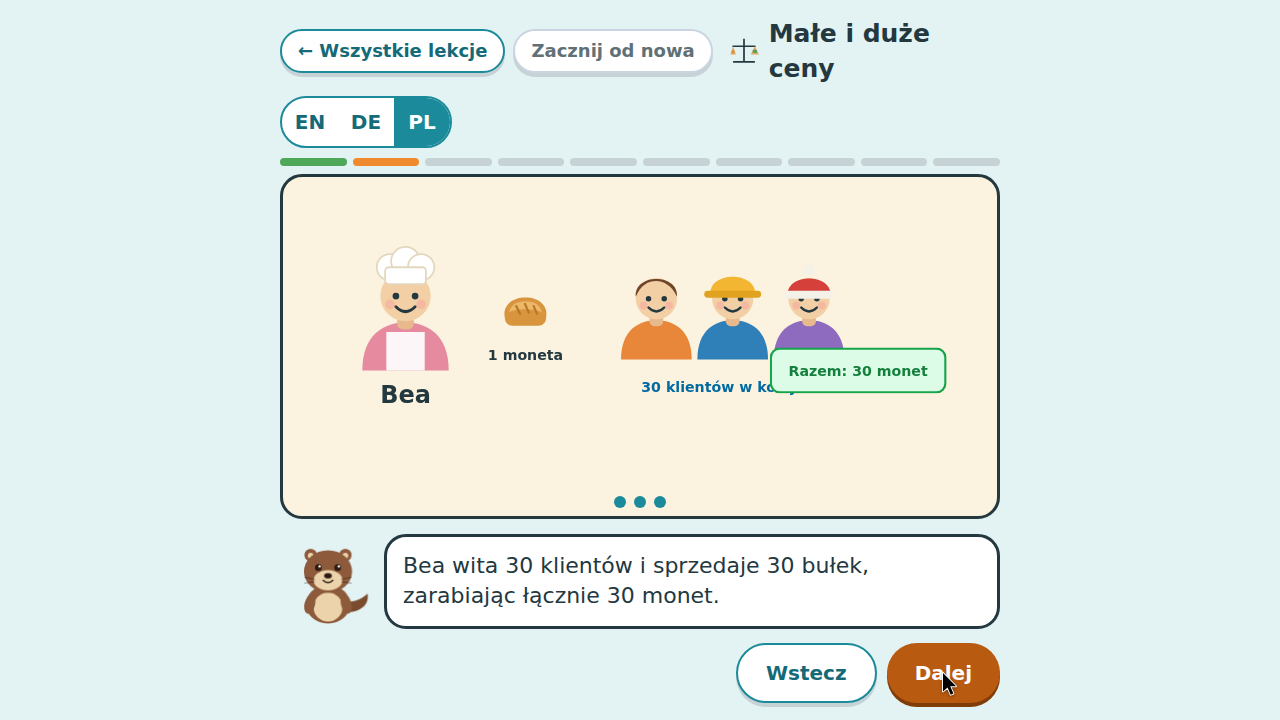 ← Wszystkie lekcje
Zacznij od nowa
Małe i duże
ceny
EN DE PL
1 moneta
Bea
30 klientów w
Razem: 30 monet
Bea wita 30 klientów i sprzedaje 30 bułek,
zarabiając łącznie 30 monet.
Wstecz
Dalej